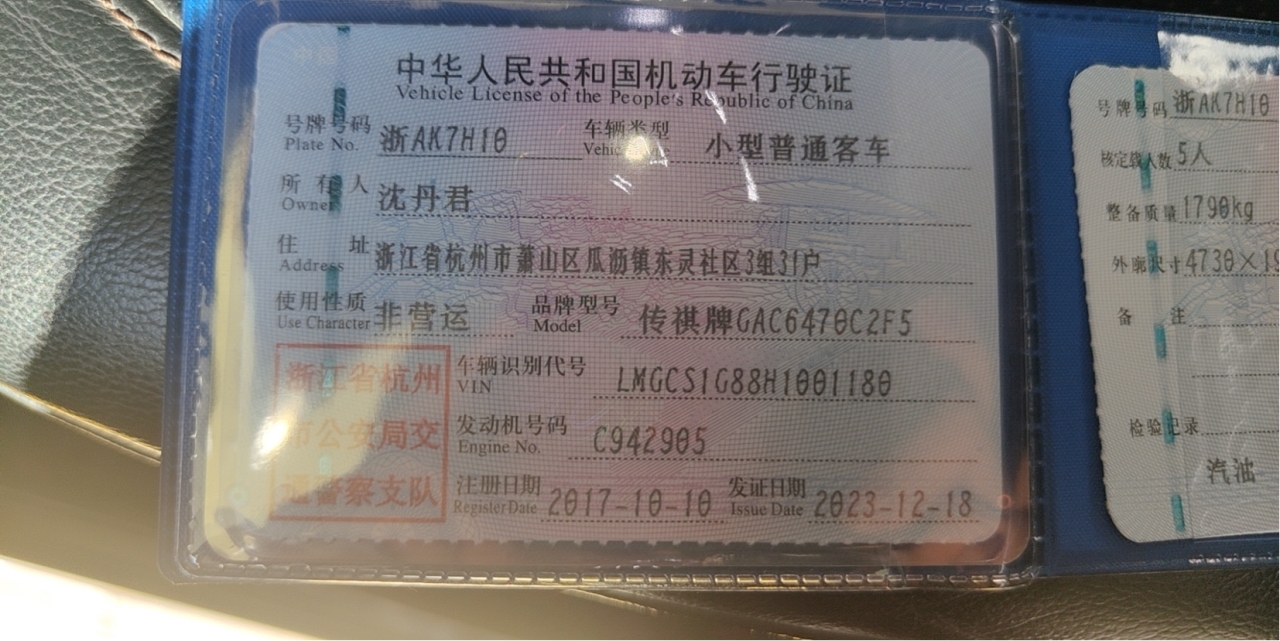 中华人民共和国机动车行驶证
Vehicle License of the People's Republic of China
号牌号码 浙AK7H10 车辆类型 小型普通客车
Plate No. Vehicle
所有人 沈丹君
Owner
住址 浙江省杭州市萧山区瓜沥镇东灵社区3组31户
Address
使用性质 非营运 品牌型号 传祺牌GAC6470C2F5
Use Character Model
车辆识别代号 LMGCS1G88H1001180
VIN
发动机号码 C942905
Engine No.
注册日期 2017-10-10 发证日期 2023-12-18
Register Date Issue Date
浙江省杭州
市公安局交
通警察支队
号牌号码 浙AK7H10
核定载人数 5人
整备质量 1790kg
外廓尺寸 4730×
备注
检验记录
汽油